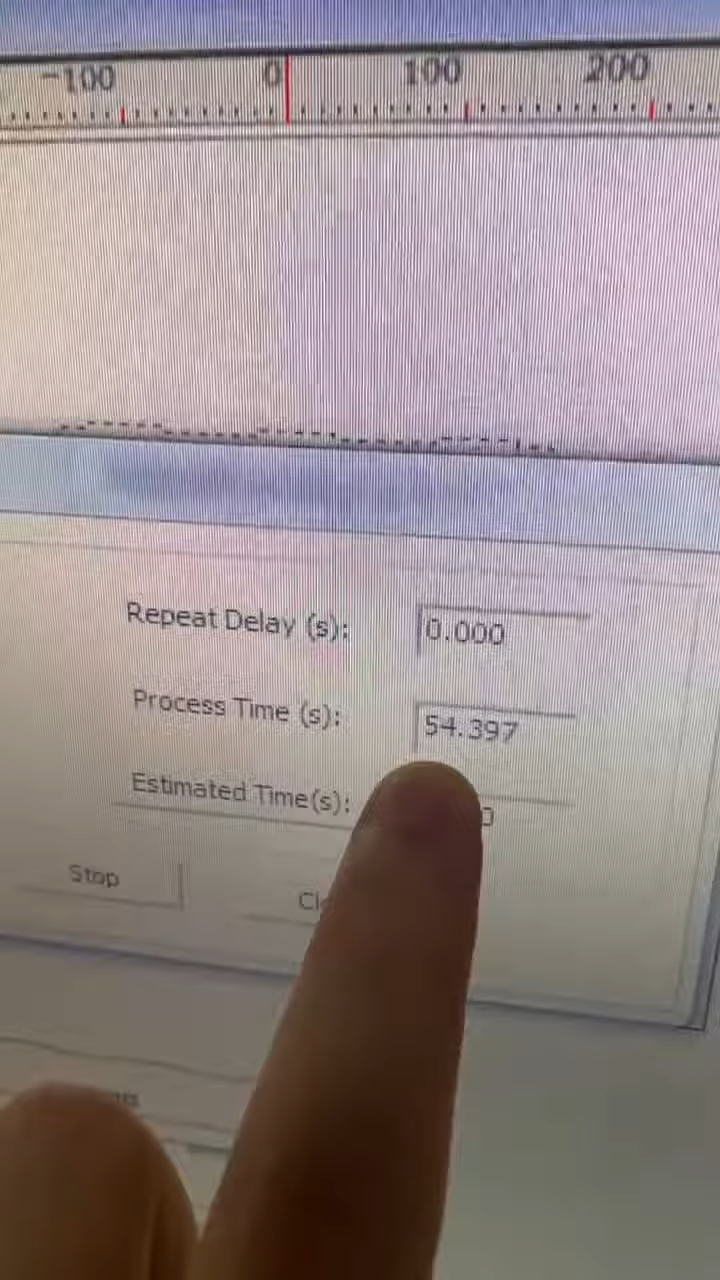 -100 0 100 200
Repeat Delay (s): 0.000
Process Time (s): 54.397
Estimated Time(s):
Stop